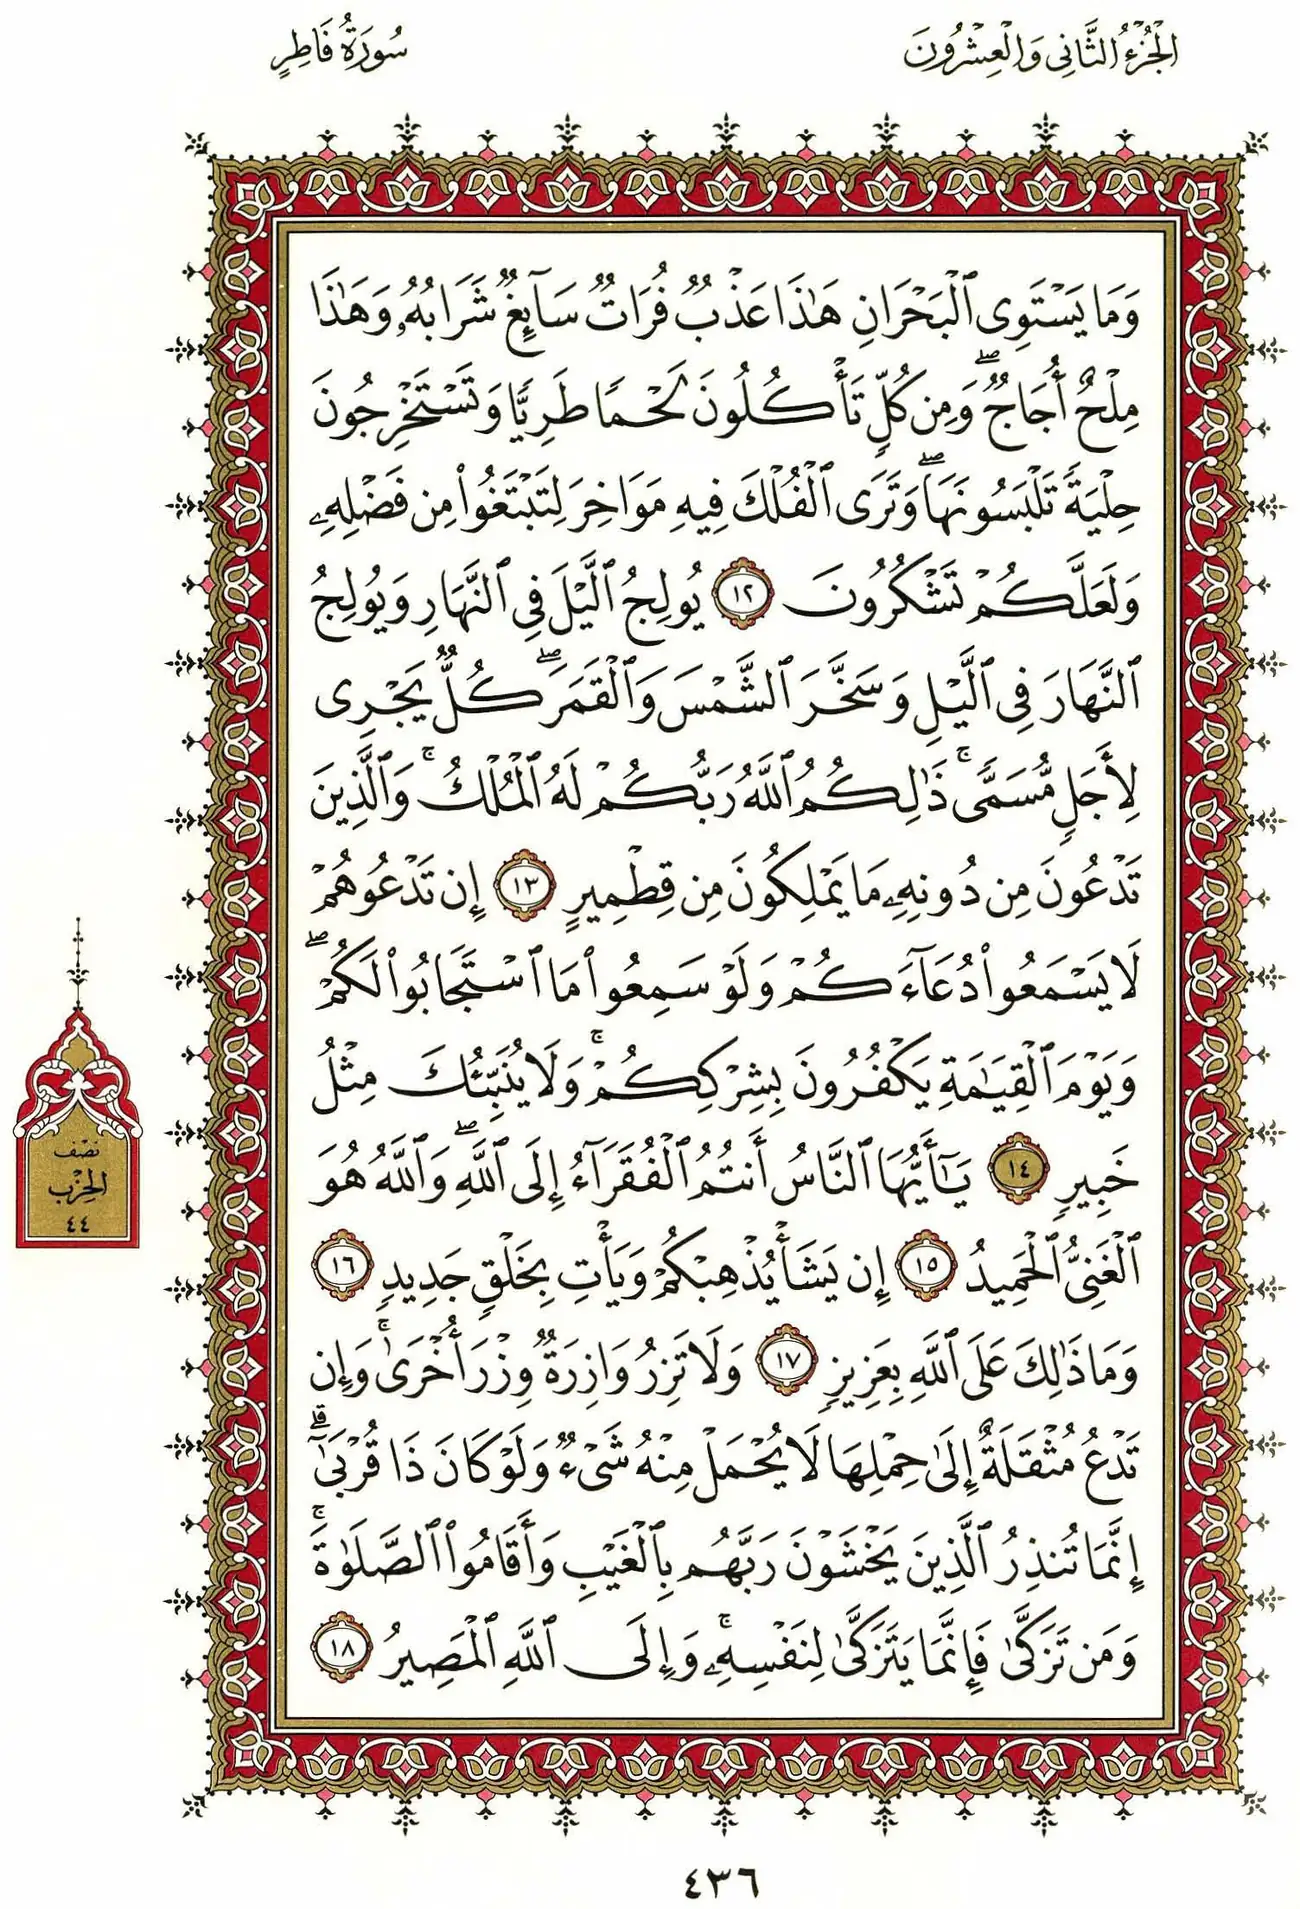 الجزء الثاني والعشرون
سورة فاطر
وَمَا يَسْتَوِى ٱلْبَحْرَانِ هَٰذَا عَذْبٌ فُرَاتٌ سَآئِغٌ شَرَابُهُۥ وَهَٰذَا
مِلْحٌ أُجَاجٌ ۖ وَمِن كُلٍّ تَأْكُلُونَ لَحْمًا طَرِيًّا وَتَسْتَخْرِجُونَ
حِلْيَةً تَلْبَسُونَهَا ۖ وَتَرَى ٱلْفُلْكَ فِيهِ مَوَاخِرَ لِتَبْتَغُوا۟ مِن فَضْلِهِۦ
وَلَعَلَّكُمْ تَشْكُرُونَ ١٢ يُولِجُ ٱلَّيْلَ فِى ٱلنَّهَارِ وَيُولِجُ
ٱلنَّهَارَ فِى ٱلَّيْلِ وَسَخَّرَ ٱلشَّمْسَ وَٱلْقَمَرَ ۖ كُلٌّ يَجْرِى
لِأَجَلٍ مُّسَمًّى ۚ ذَٰلِكُمُ ٱللَّهُ رَبُّكُمْ لَهُ ٱلْمُلْكُ ۚ وَٱلَّذِينَ
تَدْعُونَ مِن دُونِهِۦ مَا يَمْلِكُونَ مِن قِطْمِيرٍ ١٣ إِن تَدْعُوهُمْ
لَا يَسْمَعُوا۟ دُعَآءَكُمْ وَلَوْ سَمِعُوا۟ مَا ٱسْتَجَابُوا۟ لَكُمْ ۖ
وَيَوْمَ ٱلْقِيَٰمَةِ يَكْفُرُونَ بِشِرْكِكُمْ ۚ وَلَا يُنَبِّئُكَ مِثْلُ
خَبِيرٍ ١٤ يَٰٓأَيُّهَا ٱلنَّاسُ أَنتُمُ ٱلْفُقَرَآءُ إِلَى ٱللَّهِ ۖ وَٱللَّهُ هُوَ
ٱلْغَنِىُّ ٱلْحَمِيدُ ١٥ إِن يَشَأْ يُذْهِبْكُمْ وَيَأْتِ بِخَلْقٍ جَدِيدٍ ١٦
وَمَا ذَٰلِكَ عَلَى ٱللَّهِ بِعَزِيزٍ ١٧ وَلَا تَزِرُ وَازِرَةٌ وِزْرَ أُخْرَىٰ ۚ وَإِن
تَدْعُ مُثْقَلَةٌ إِلَىٰ حِمْلِهَا لَا يُحْمَلْ مِنْهُ شَىْءٌ وَلَوْ كَانَ ذَا قُرْبَىٰٓ ۗ
إِنَّمَا تُنذِرُ ٱلَّذِينَ يَخْشَوْنَ رَبَّهُم بِٱلْغَيْبِ وَأَقَامُوا۟ ٱلصَّلَوٰةَ ۚ
وَمَن تَزَكَّىٰ فَإِنَّمَا يَتَزَكَّىٰ لِنَفْسِهِۦ ۚ وَإِلَى ٱللَّهِ ٱلْمَصِيرُ ١٨
نصف
الحزب
٤٤
٤٣٦